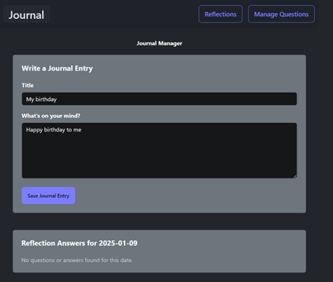 Journal
Reflections
Manage Questions
Journal Manager
Write a Journal Entry
Title
My birthday
What's on your mind?
Happy birthday to me
Save Journal Entry
Reflection Answers for 2025-01-09
No questions or answers found for this date.